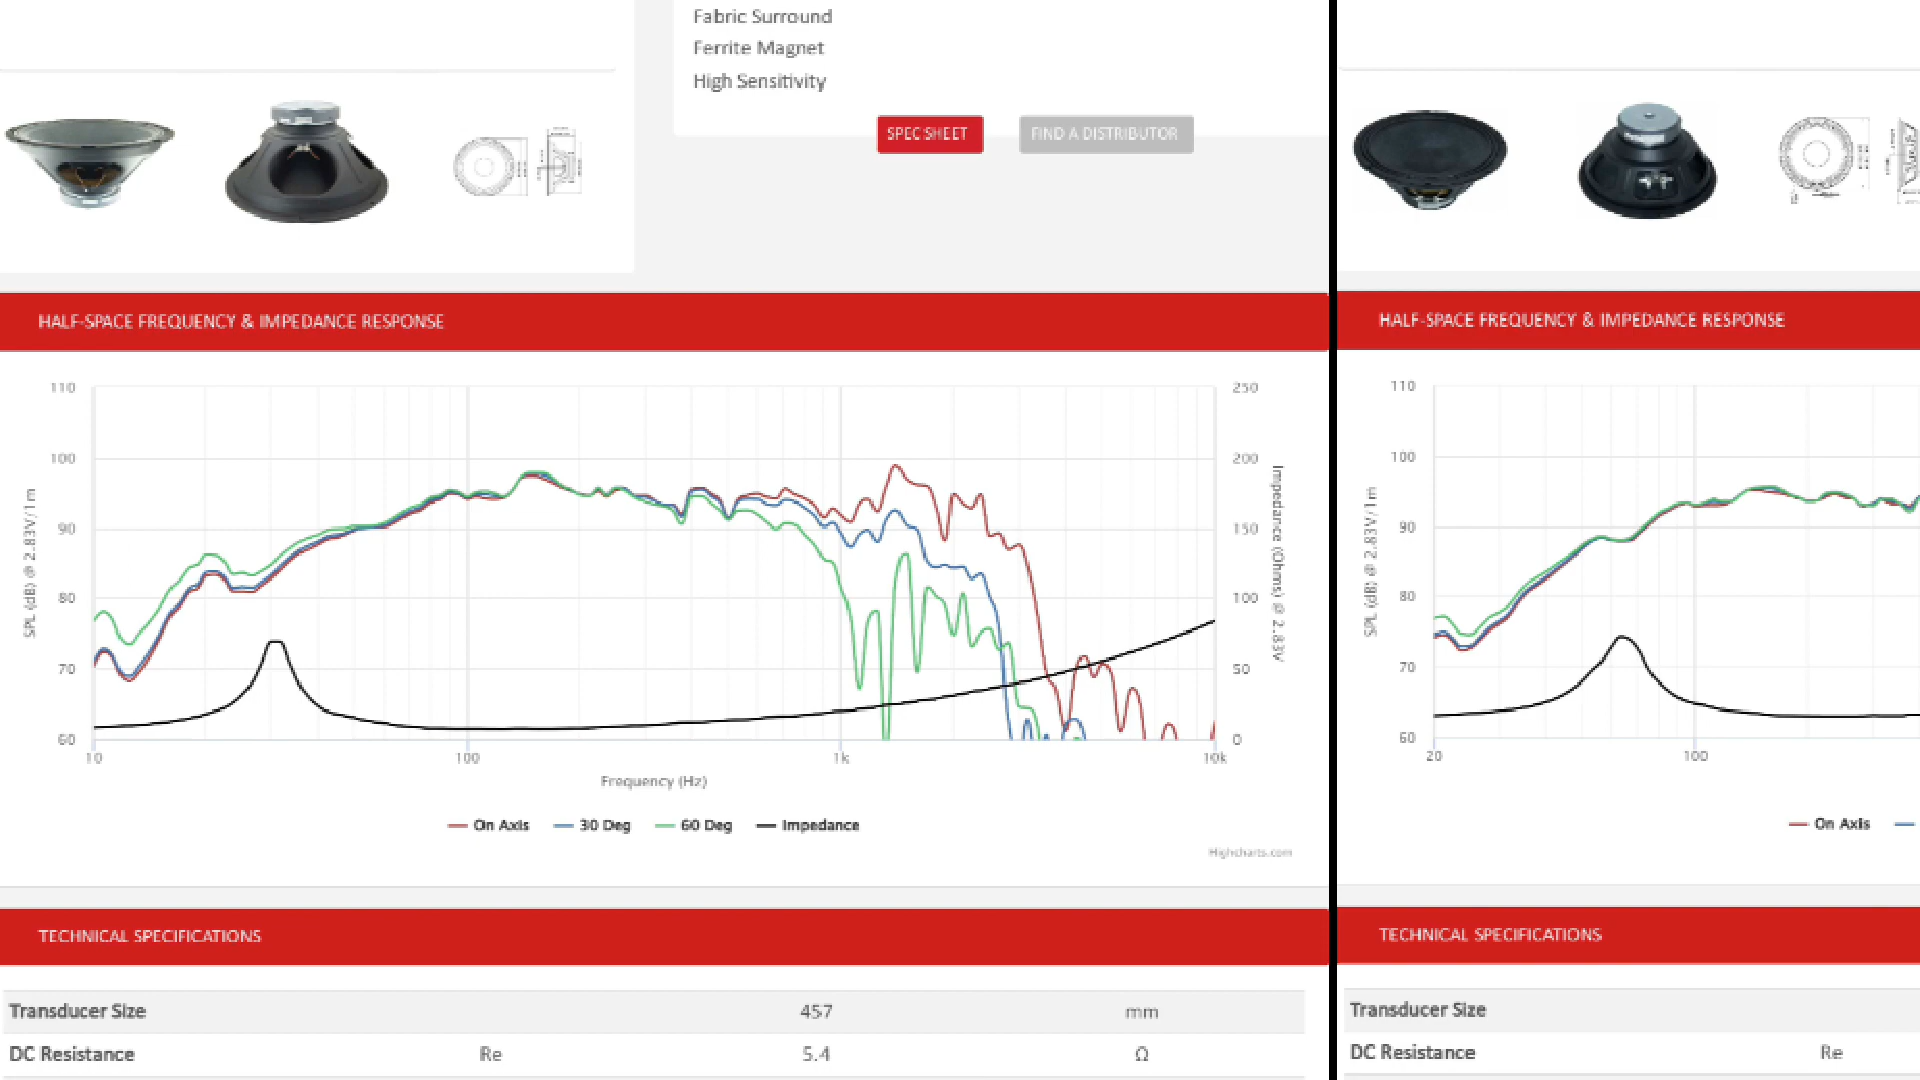 Fabric Surround
Ferrite Magnet
High Sensitivity
SPEC SHEET
FIND A DISTRIBUTOR
HALF-SPACE FREQUENCY & IMPEDANCE RESPONSE
110
100
90
80
70
60
SPL (dB) @ 2.83V/1m
250
200
150
100
50
0
Impedance (Ohms) @ 2.83V
10
100
1k
10k
Frequency (Hz)
On Axis
30 Deg
60 Deg
Impedance
Highcharts.com
TECHNICAL SPECIFICATIONS
Transducer Size 457 mm
DC Resistance Re 5.4 Ω
HALF-SPACE FREQUENCY & IMPEDANCE RESPONSE
110
100
90
80
70
60
SPL (dB) @ 2.83V/1m
20
100
On Axis
TECHNICAL SPECIFICATIONS
Transducer Size
DC Resistance Re